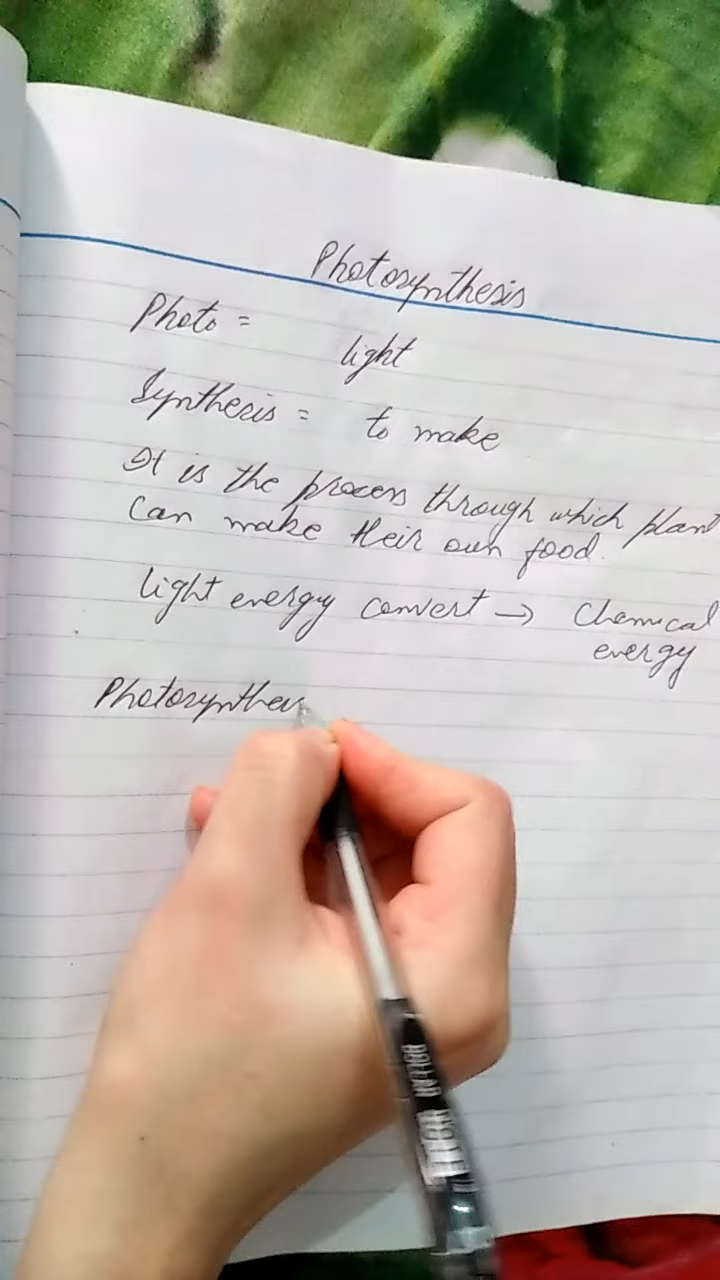 Photosynthesis
Photo =
light
Synthesis = to make
It is the process through which plant
can make their own food.
light energy convert → Chemical
energy
Photosynthes